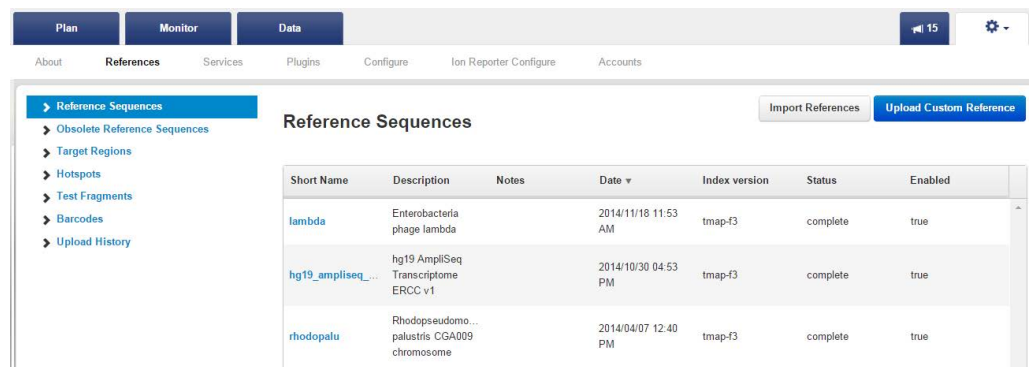 Plan Monitor Data 15
About References Services Plugins Configure Ion Reporter Configure Accounts
Reference Sequences
Obsolete Reference Sequences
Target Regions
Hotspots
Test Fragments
Barcodes
Upload History
Reference Sequences
Import References Upload Custom Reference
Short Name Description Notes Date Index version Status Enabled
lambda Enterobacteria phage lambda 2014/11/18 11:53 AM tmap-f3 complete true
hg19_ampliseq_... hg19 AmpliSeq Transcriptome ERCC v1 2014/10/30 04:53 PM tmap-f3 complete true
rhodopalu Rhodopseudomo... palustris CGA009 chromosome 2014/04/07 12:40 PM tmap-f3 complete true